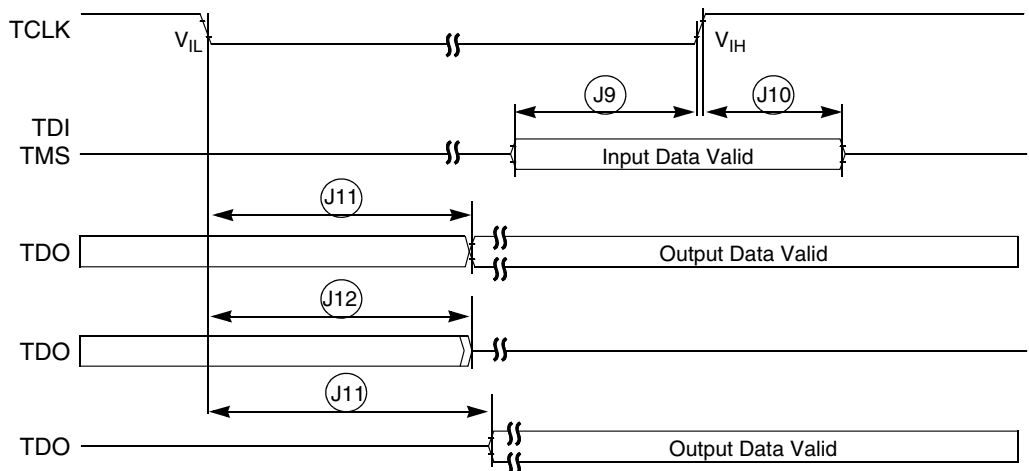 TCLK
V_IL
V_IH
J9
J10
TDI
TMS
Input Data Valid
J11
TDO
Output Data Valid
J12
TDO
J11
TDO
Output Data Valid